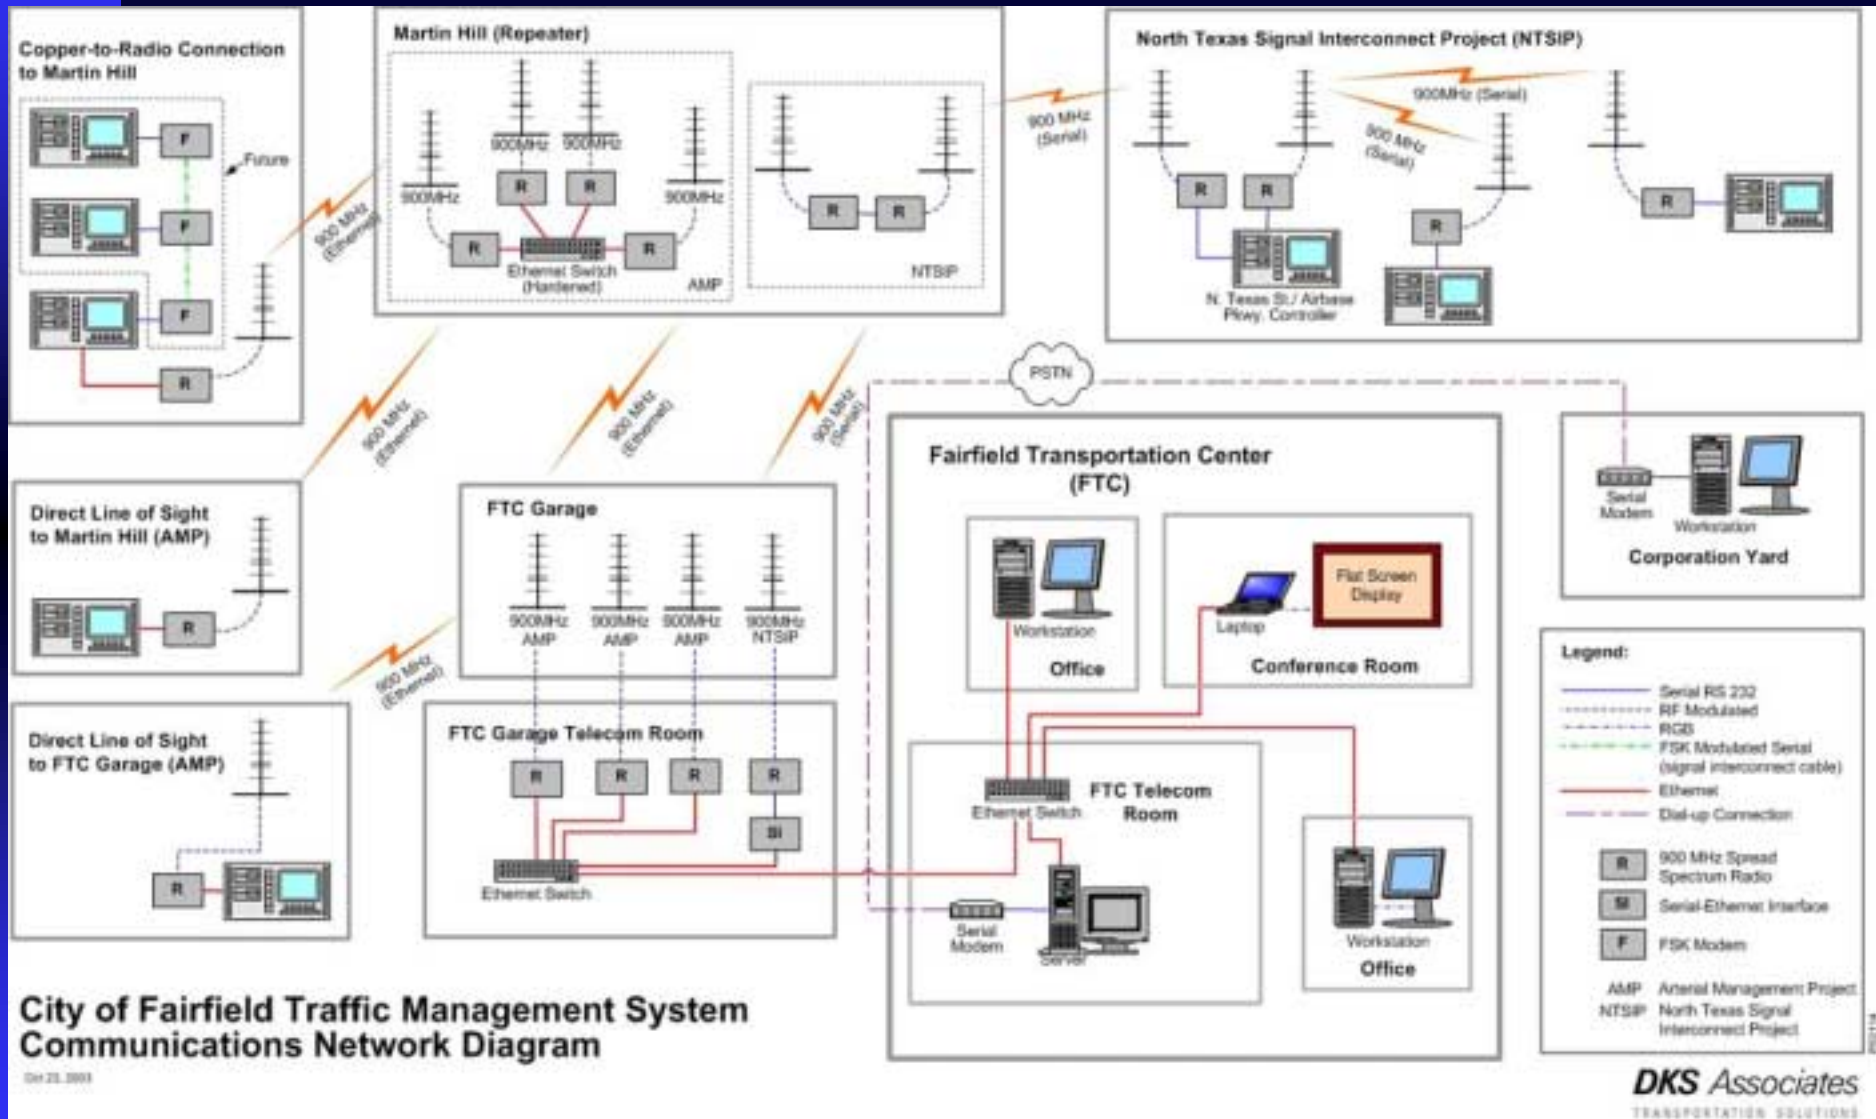 Copper-to-Radio Connection
to Martin Hill
F
Future
F
F
R
900 MHz
(Ethernet)
Martin Hill (Repeater)
900MHz
900MHz
900MHz
900MHz
R
R
R
R
Ethernet Switch
(Hardened)
AMP
R
R
NTSIP
900 MHz
(Serial)
North Texas Signal Interconnect Project (NTSIP)
900MHz (Serial)
900 MHz
(Serial)
R
R
R
R
N. Texas St./ Airbase
Pkwy. Controller
900 MHz
(Ethernet)
900 MHz
(Ethernet)
900 MHz
(Serial)
PSTN
Direct Line of Sight
to Martin Hill (AMP)
R
FTC Garage
900MHz
AMP
900MHz
AMP
900MHz
AMP
900MHz
NTSIP
900 MHz
(Ethernet)
Direct Line of Sight
to FTC Garage (AMP)
R
FTC Garage Telecom Room
R
R
R
R
SI
Ethernet Switch
Fairfield Transportation Center
(FTC)
Workstation
Office
Flat Screen
Display
Laptop
Conference Room
FTC Telecom
Room
Ethernet Switch
Serial
Modem
Server
Workstation
Office
Serial
Modem
Workstation
Corporation Yard
Legend:
Serial RS 232
RF Modulated
RGB
FSK Modulated Serial
(signal interconnect cable)
Ethernet
Dial-up Connection
R 900 MHz Spread
Spectrum Radio
SI Serial-Ethernet Interface
F FSK Modem
AMP Arterial Management Project
NTSIP North Texas Signal
Interconnect Project
City of Fairfield Traffic Management System
Communications Network Diagram
Oct 23, 2003
DKS Associates
TRANSPORTATION SOLUTIONS